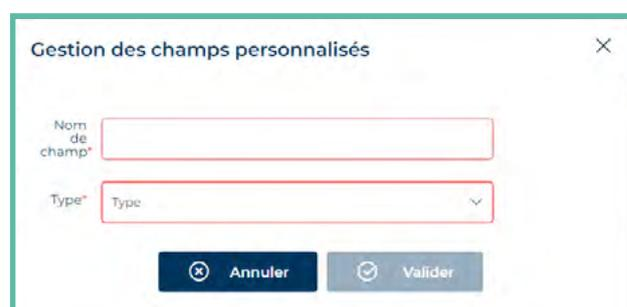 Gestion des champs personnalisés
Nom
de
champ*
Type*
Type
Annuler
Valider